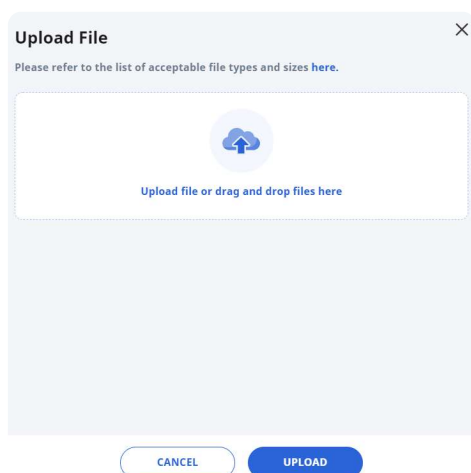 Upload File
Please refer to the list of acceptable file types and sizes here.
Upload file or drag and drop files here
CANCEL
UPLOAD